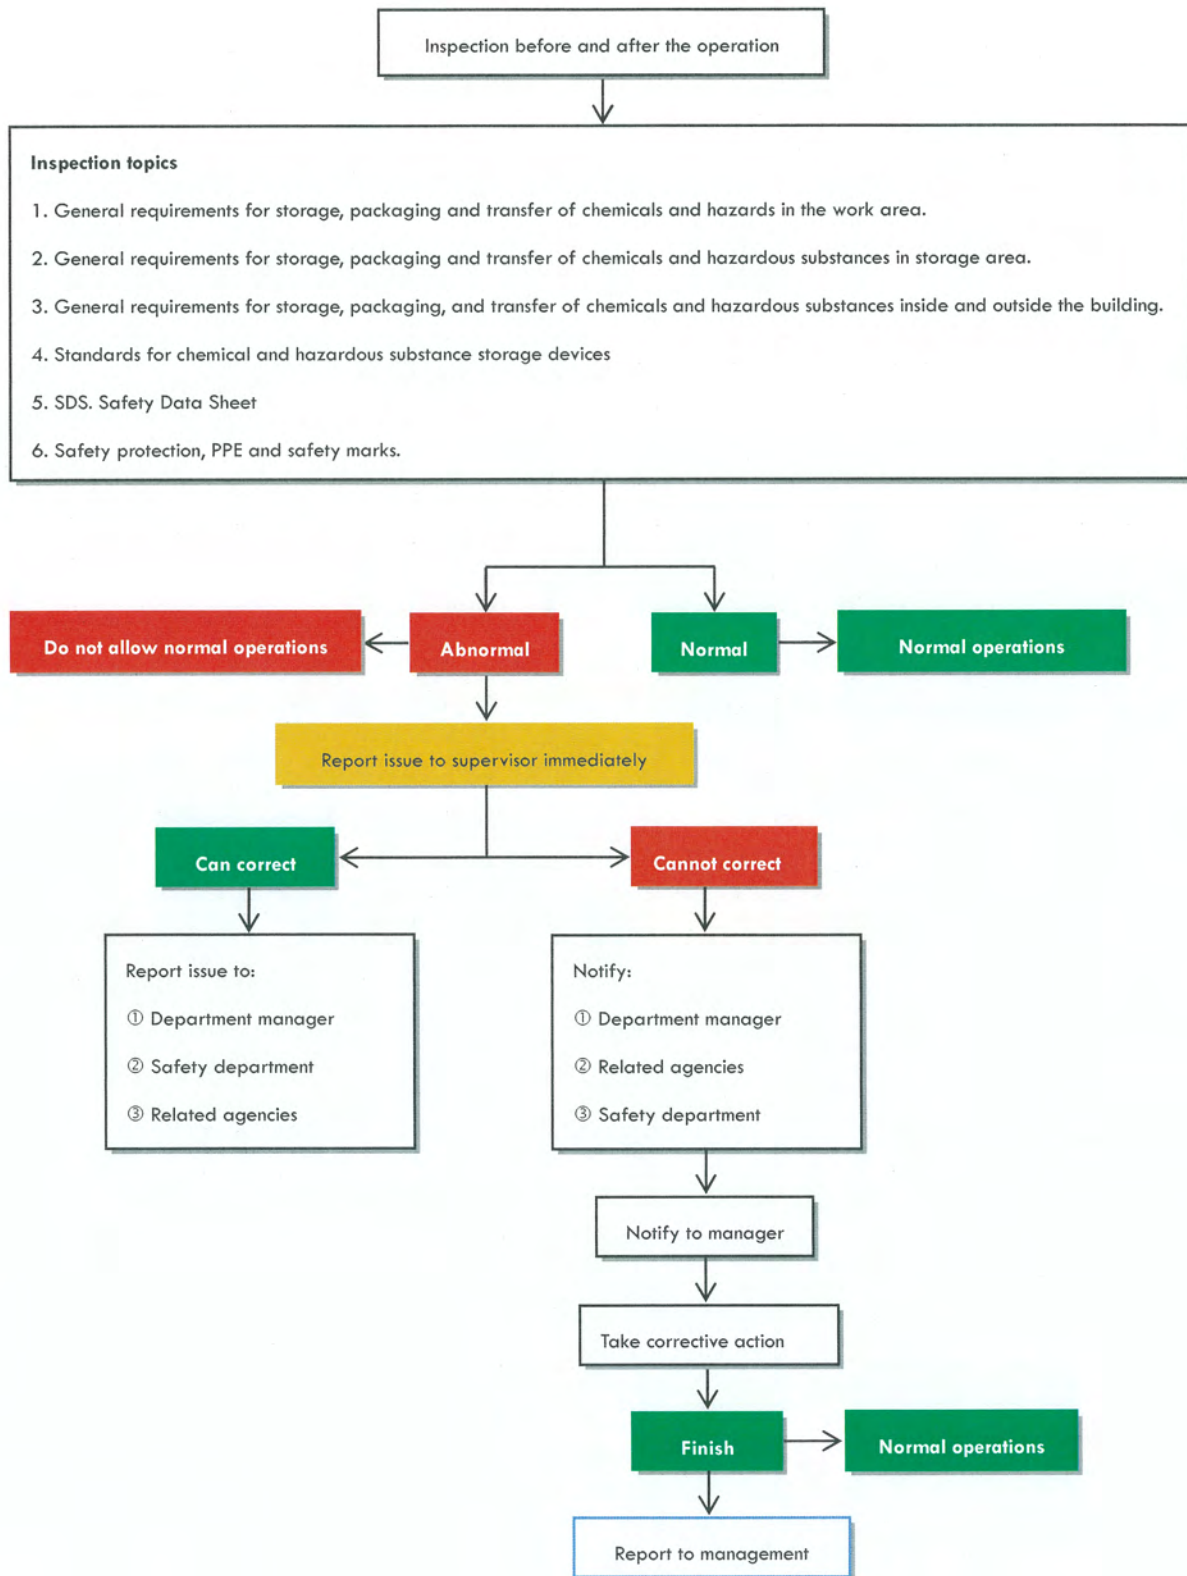 Inspection before and after the operation
Inspection topics
1. General requirements for storage, packaging and transfer of chemicals and hazards in the work area.
2. General requirements for storage, packaging and transfer of chemicals and hazardous substances in storage area.
3. General requirements for storage, packaging, and transfer of chemicals and hazardous substances inside and outside the building.
4. Standards for chemical and hazardous substance storage devices
5. SDS. Safety Data Sheet
6. Safety protection, PPE and safety marks.
Do not allow normal operations
Abnormal
Normal
Normal operations
Report issue to supervisor immediately
Can correct
Cannot correct
Report issue to:
① Department manager
② Safety department
③ Related agencies
Notify:
① Department manager
② Related agencies
③ Safety department
Notify to manager
Take corrective action
Finish
Normal operations
Report to management